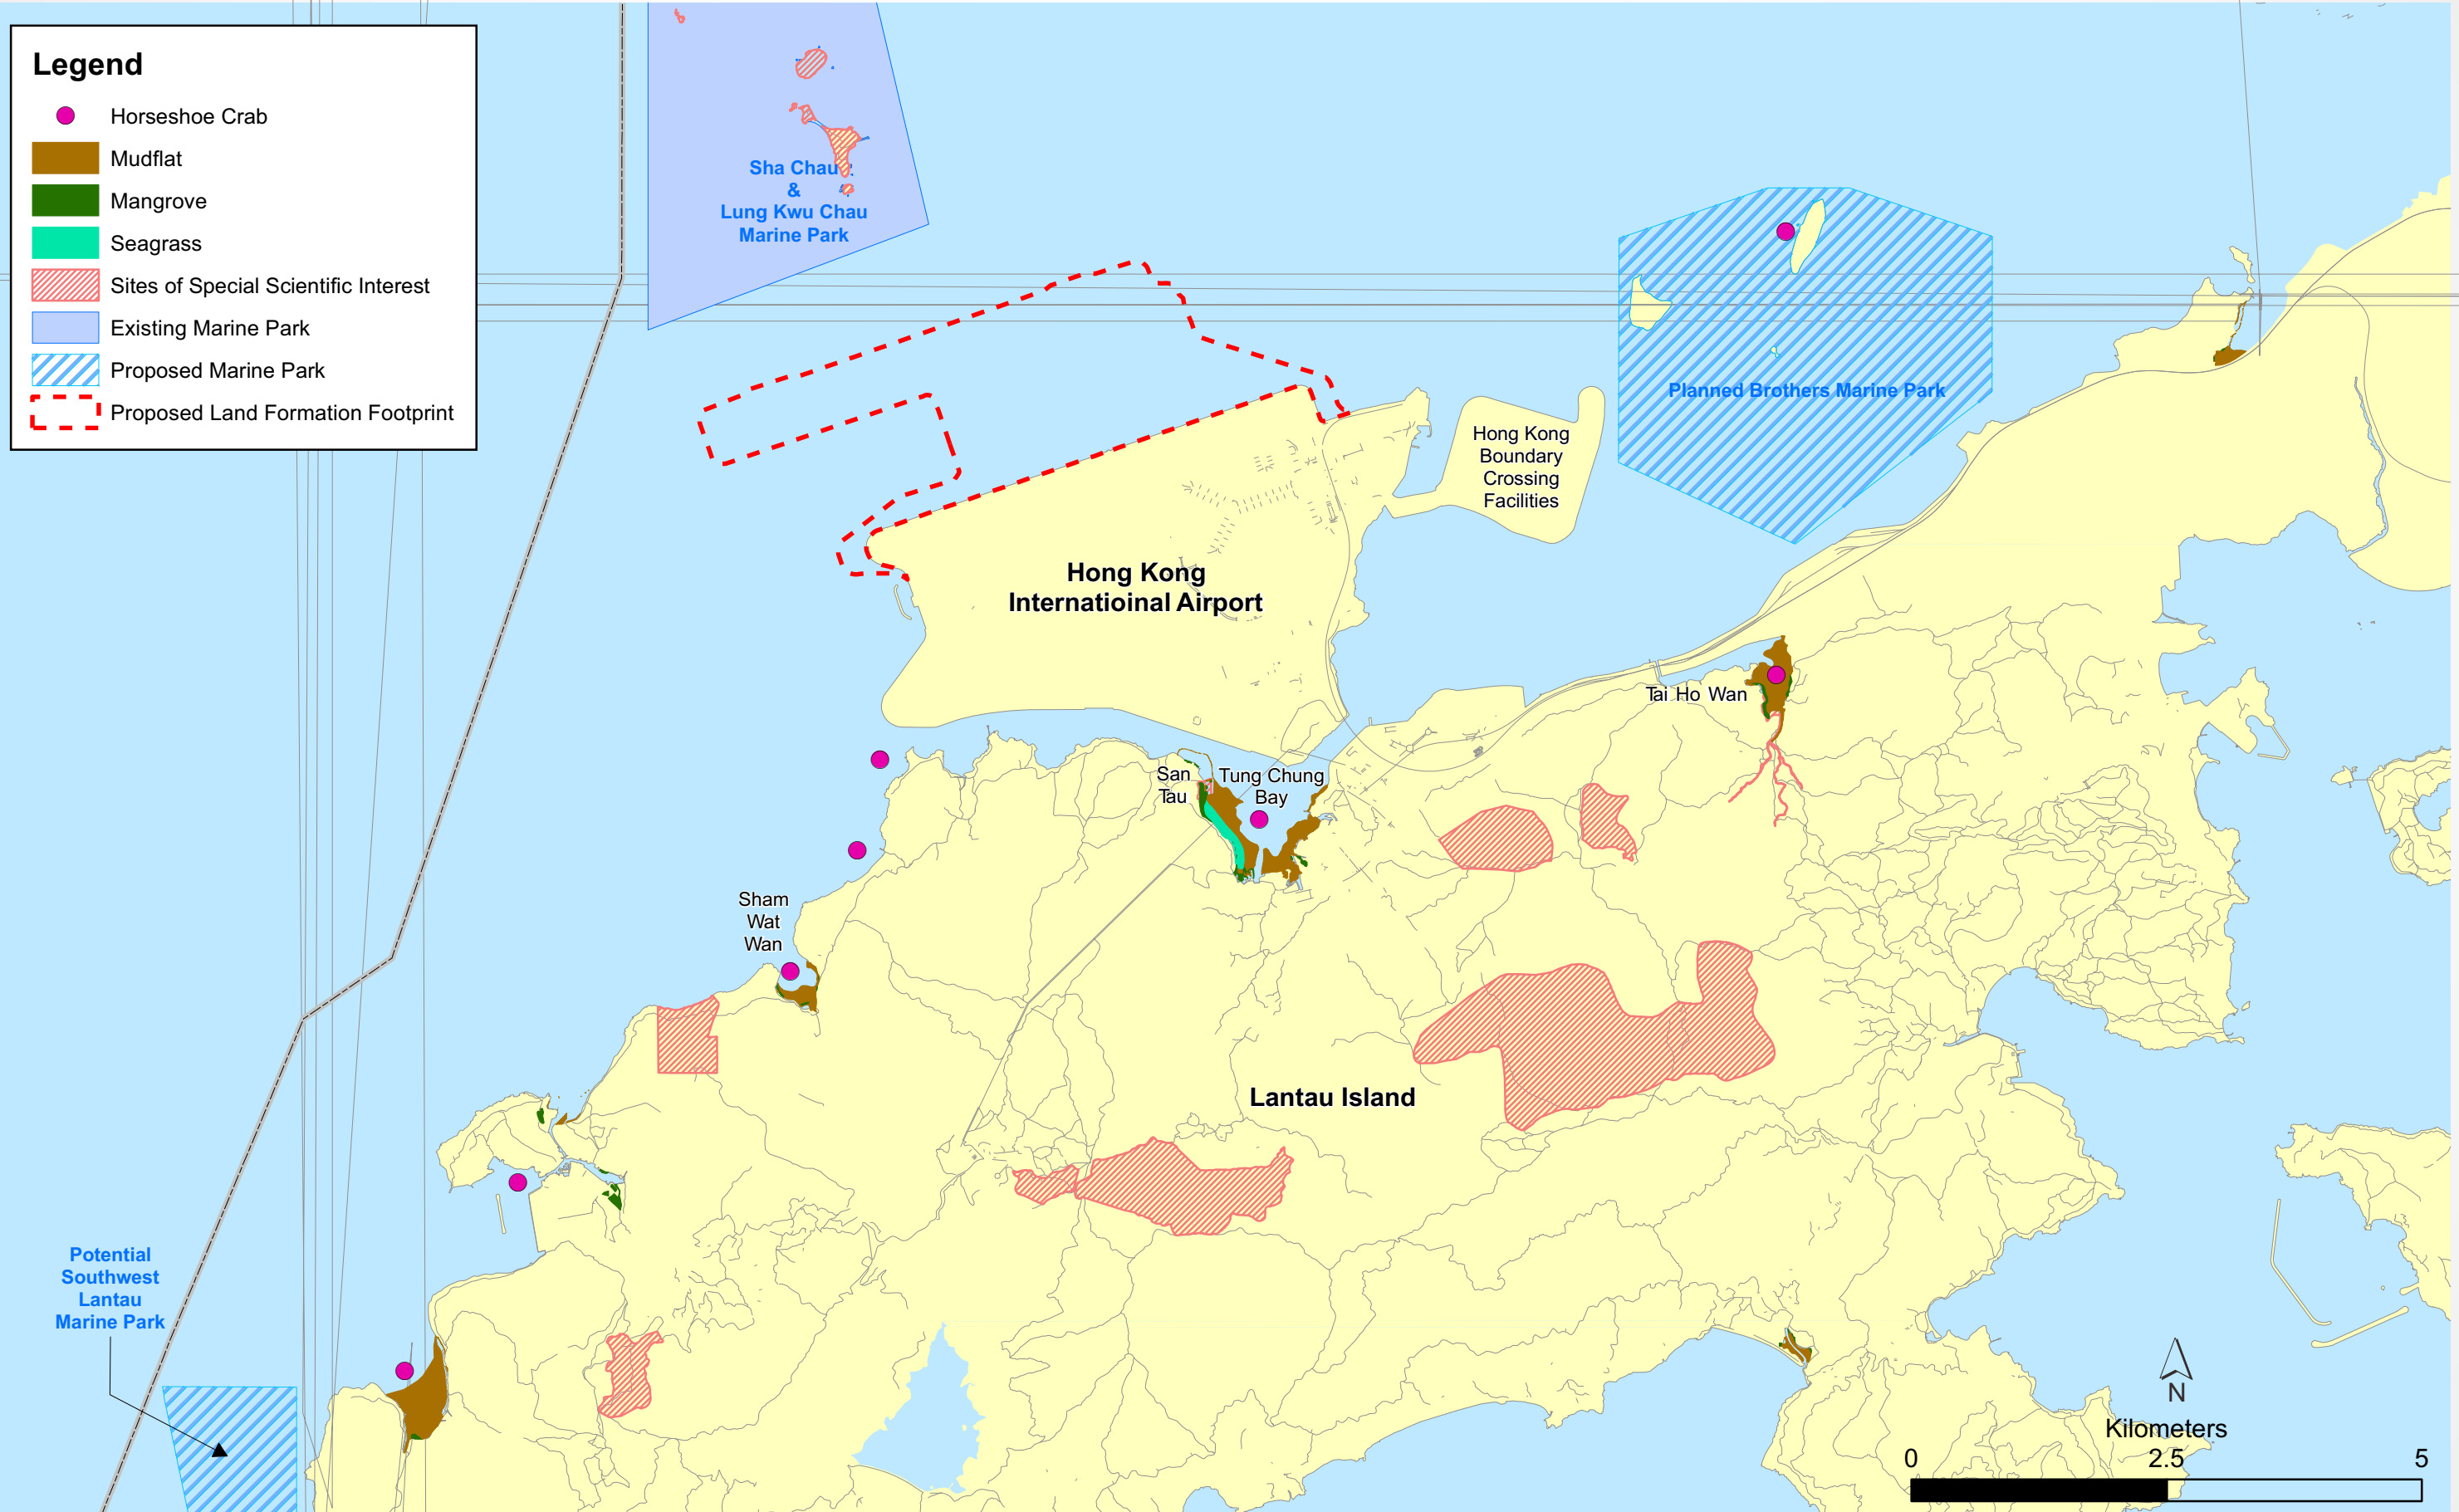 Legend
Horseshoe Crab
Mudflat
Mangrove
Seagrass
Sites of Special Scientific Interest
Existing Marine Park
Proposed Marine Park
Proposed Land Formation Footprint
Sha Chau
&
Lung Kwu Chau
Marine Park
Planned Brothers Marine Park
Hong Kong
Boundary
Crossing
Facilities
Hong Kong
Internatioinal Airport
Tai Ho Wan
San
Tau
Tung Chung
Bay
Sham
Wat
Wan
Lantau Island
Potential
Southwest
Lantau
Marine Park
N
Kilometers
0 2.5 5